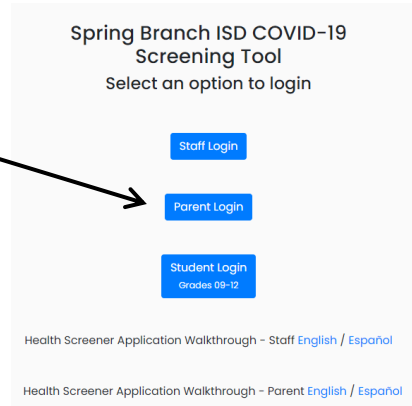 Spring Branch ISD COVID-19
Screening Tool
Select an option to login
Staff Login
Parent Login
Student Login
Grades 09-12
Health Screener Application Walkthrough - Staff English / Español
Health Screener Application Walkthrough - Parent English / Español